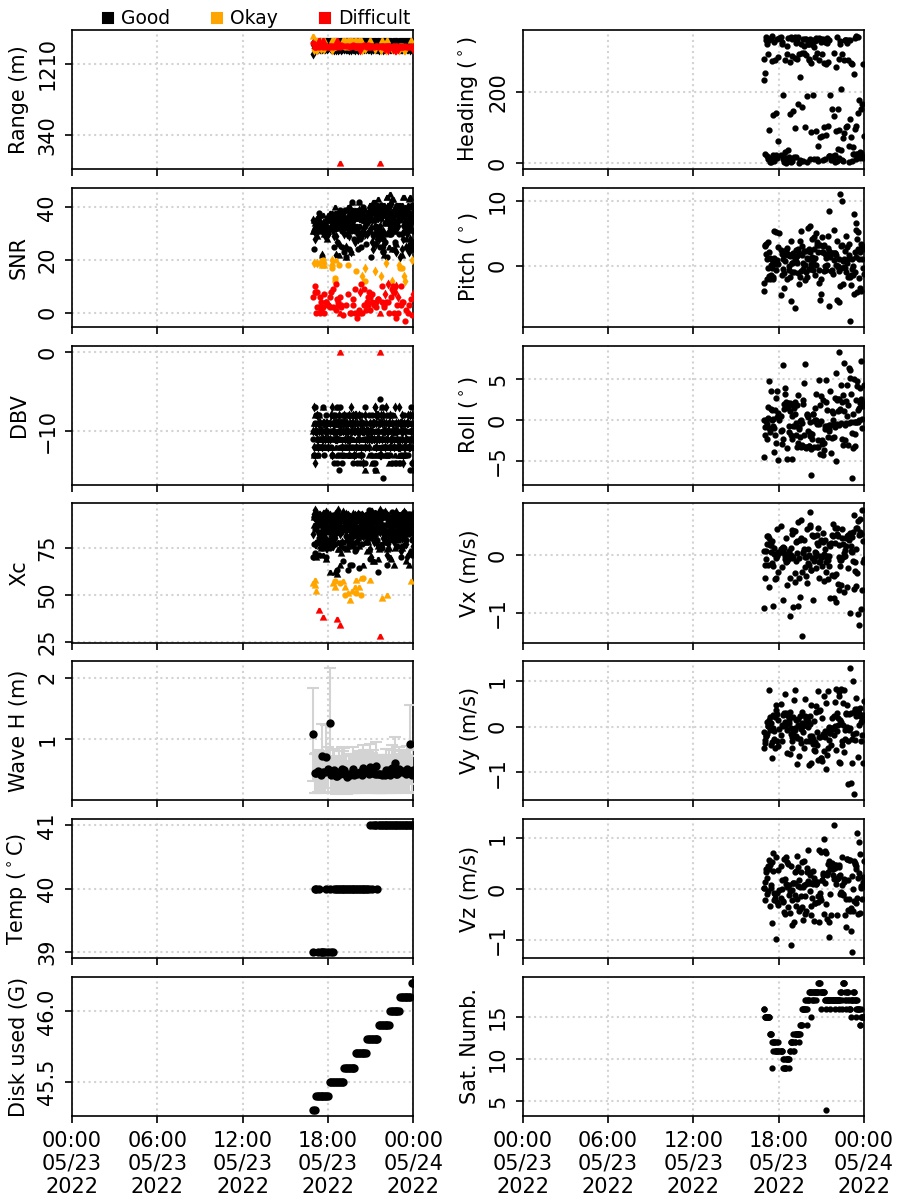 Good Okay Difficult
Range (m)
1210
340
Heading (°)
200
0
SNR
40
20
0
Pitch (°)
10
0
DBV
0
−10
Roll (°)
5
0
−5
Xc
75
50
25
Vx (m/s)
0
−1
Wave H (m)
2
1
Vy (m/s)
1
0
−1
Temp (°C)
41
40
39
Vz (m/s)
1
0
−1
Disk used (G)
46.0
45.5
Sat. Numb.
15
10
5
00:00 06:00 12:00 18:00 00:00
05/23 05/23 05/23 05/23 05/24
2022 2022 2022 2022 2022
00:00 06:00 12:00 18:00 00:00
05/23 05/23 05/23 05/23 05/24
2022 2022 2022 2022 2022